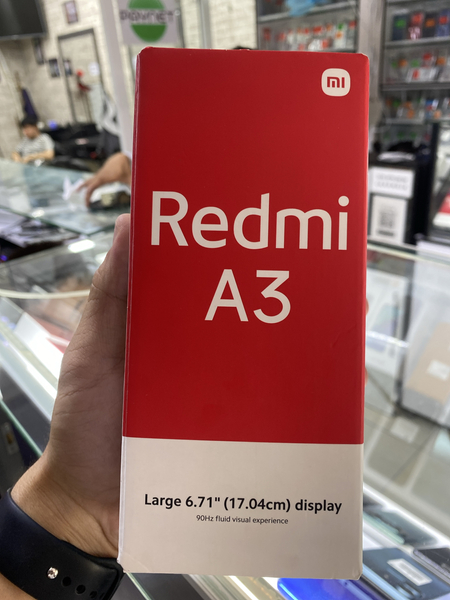 mi
Redmi
A3
Large 6.71" (17.04cm) display
90Hz fluid visual experience